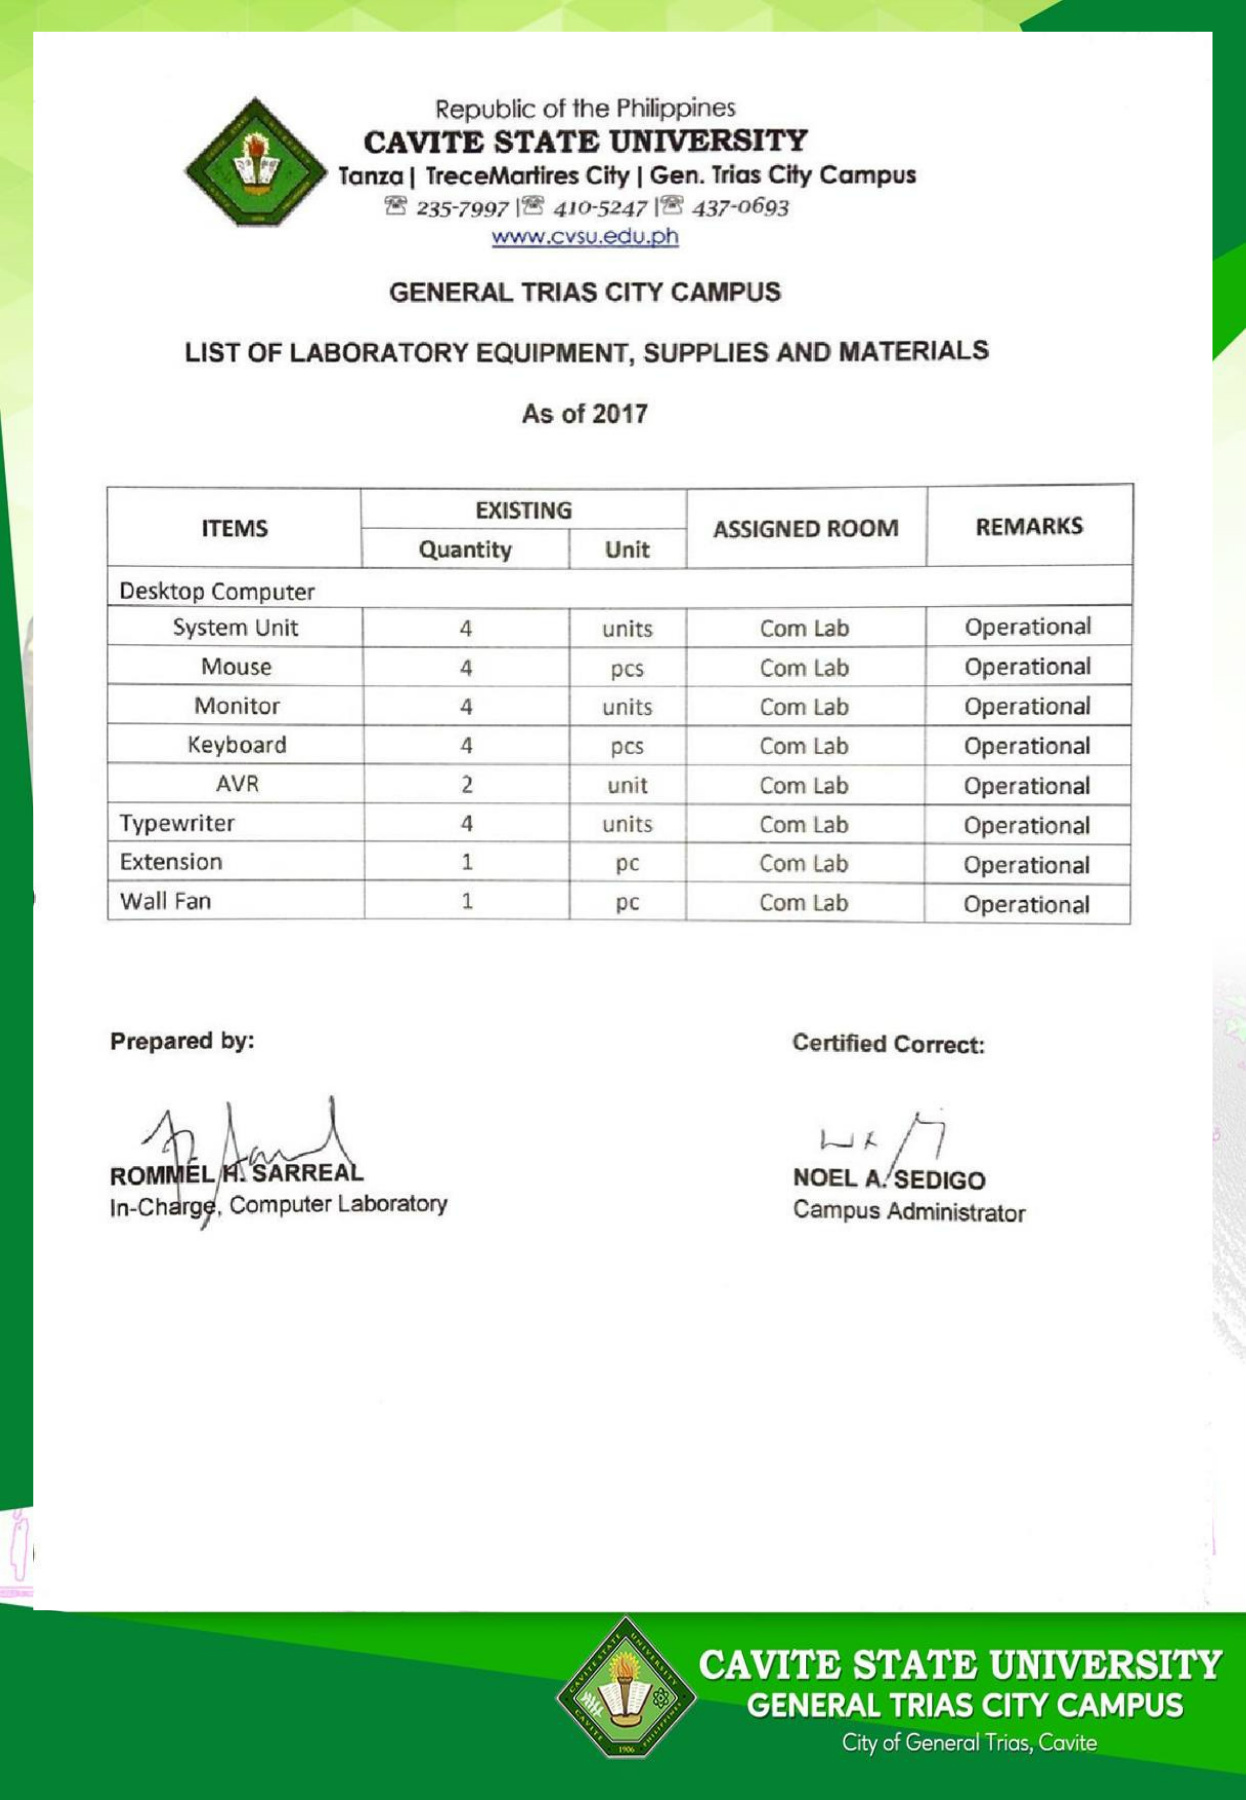 Republic of the Philippines
CAVITE STATE UNIVERSITY
Tanza | TreceMartires City | Gen. Trias City Campus
☏ 235-7997 |☏ 410-5247 |☏ 437-0693
www.cvsu.edu.ph
GENERAL TRIAS CITY CAMPUS
LIST OF LABORATORY EQUIPMENT, SUPPLIES AND MATERIALS
As of 2017
ITEMS EXISTING ASSIGNED ROOM REMARKS
Quantity Unit
Desktop Computer
System Unit 4 units Com Lab Operational
Mouse 4 pcs Com Lab Operational
Monitor 4 units Com Lab Operational
Keyboard 4 pcs Com Lab Operational
AVR 2 unit Com Lab Operational
Typewriter 4 units Com Lab Operational
Extension 1 pc Com Lab Operational
Wall Fan 1 pc Com Lab Operational
Prepared by: Certified Correct:
ROMMEL H. SARREAL NOEL A. SEDIGO
In-Charge, Computer Laboratory Campus Administrator
CAVITE STATE UNIVERSITY
CAVITE PHILIPPINES
1906
CAVITE STATE UNIVERSITY
GENERAL TRIAS CITY CAMPUS
City of General Trias, Cavite